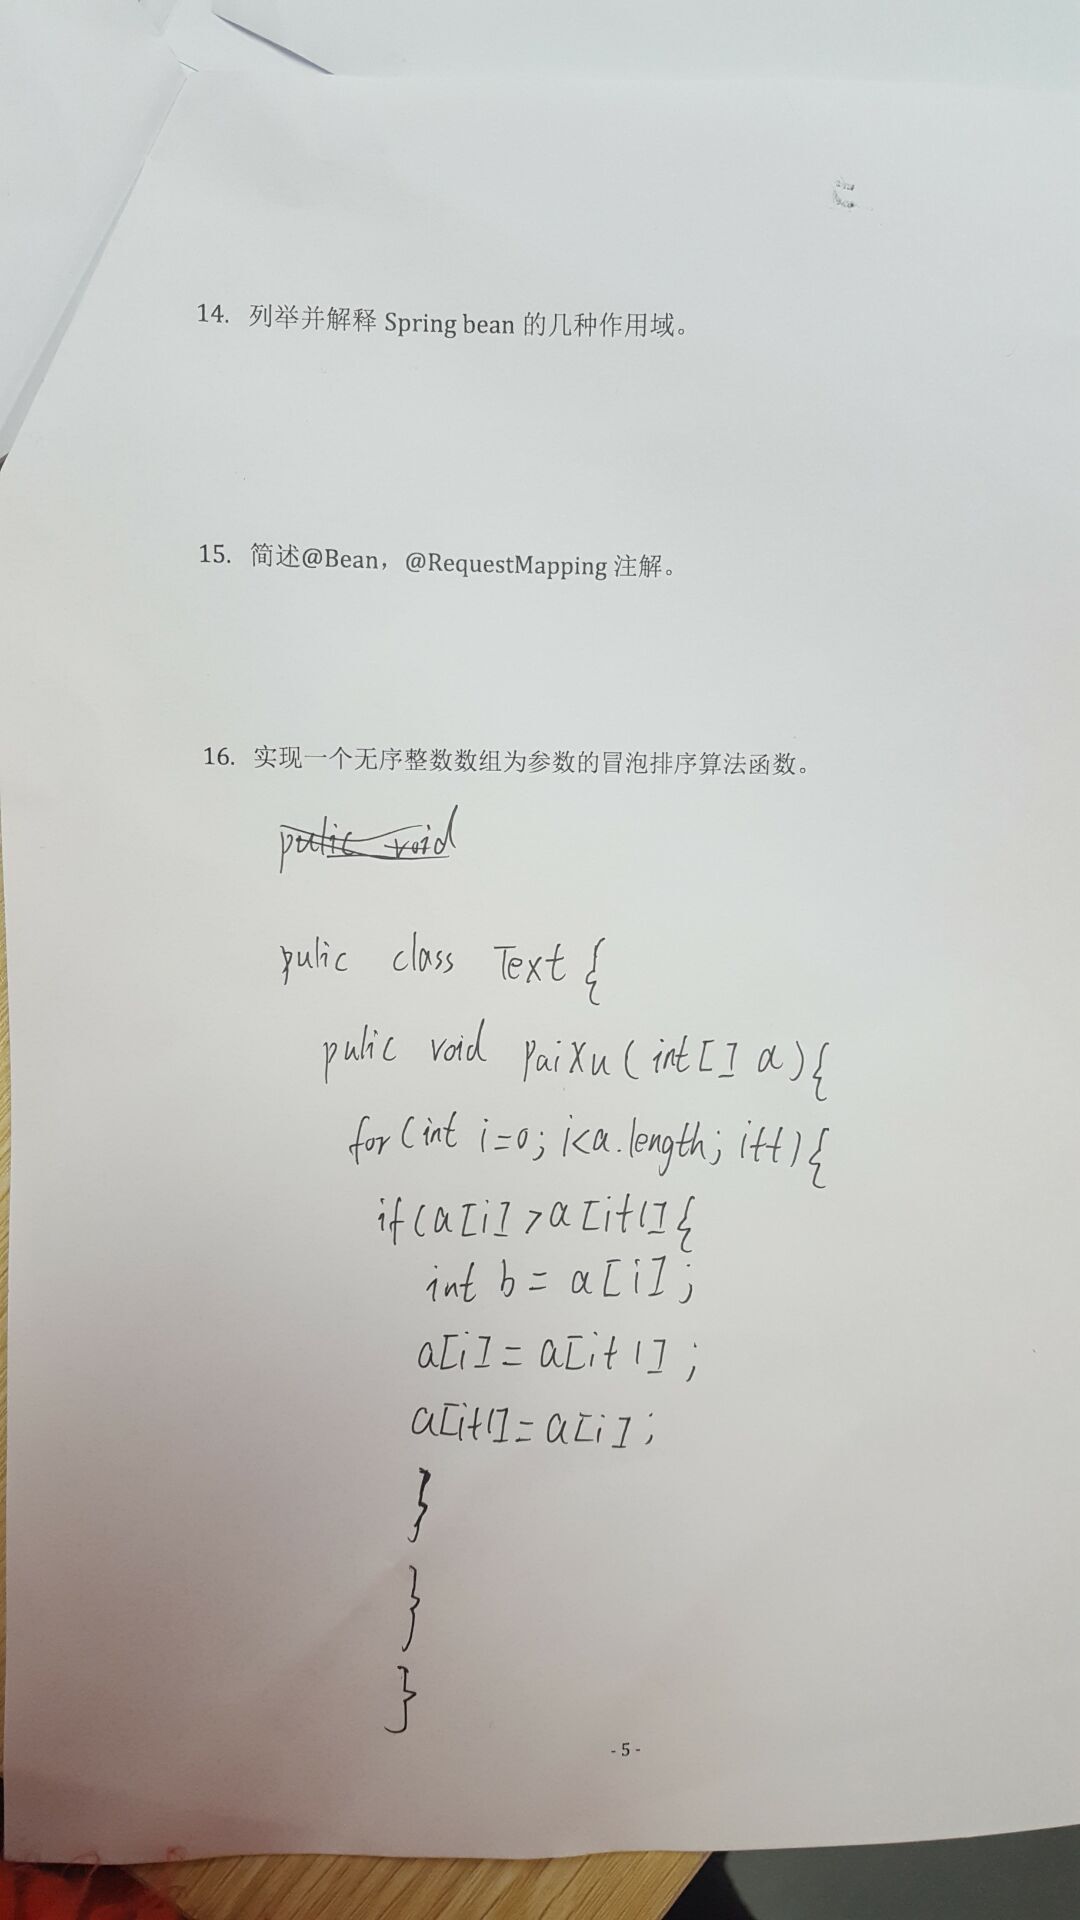 14. 列举并解释 Spring bean 的几种作用域。
15. 简述@Bean，@RequestMapping 注解。
16. 实现一个无序整数数组为参数的冒泡排序算法函数。
pulic void
pulic class Text {
pulic void paiXu (int[] a){
for (int i=0; i<a.length; i++){
if(a[i]>a[i+1]{
int b = a[i];
a[i]=a[i+1];
a[i+1]=a[i];
}
}
}
- 5 -